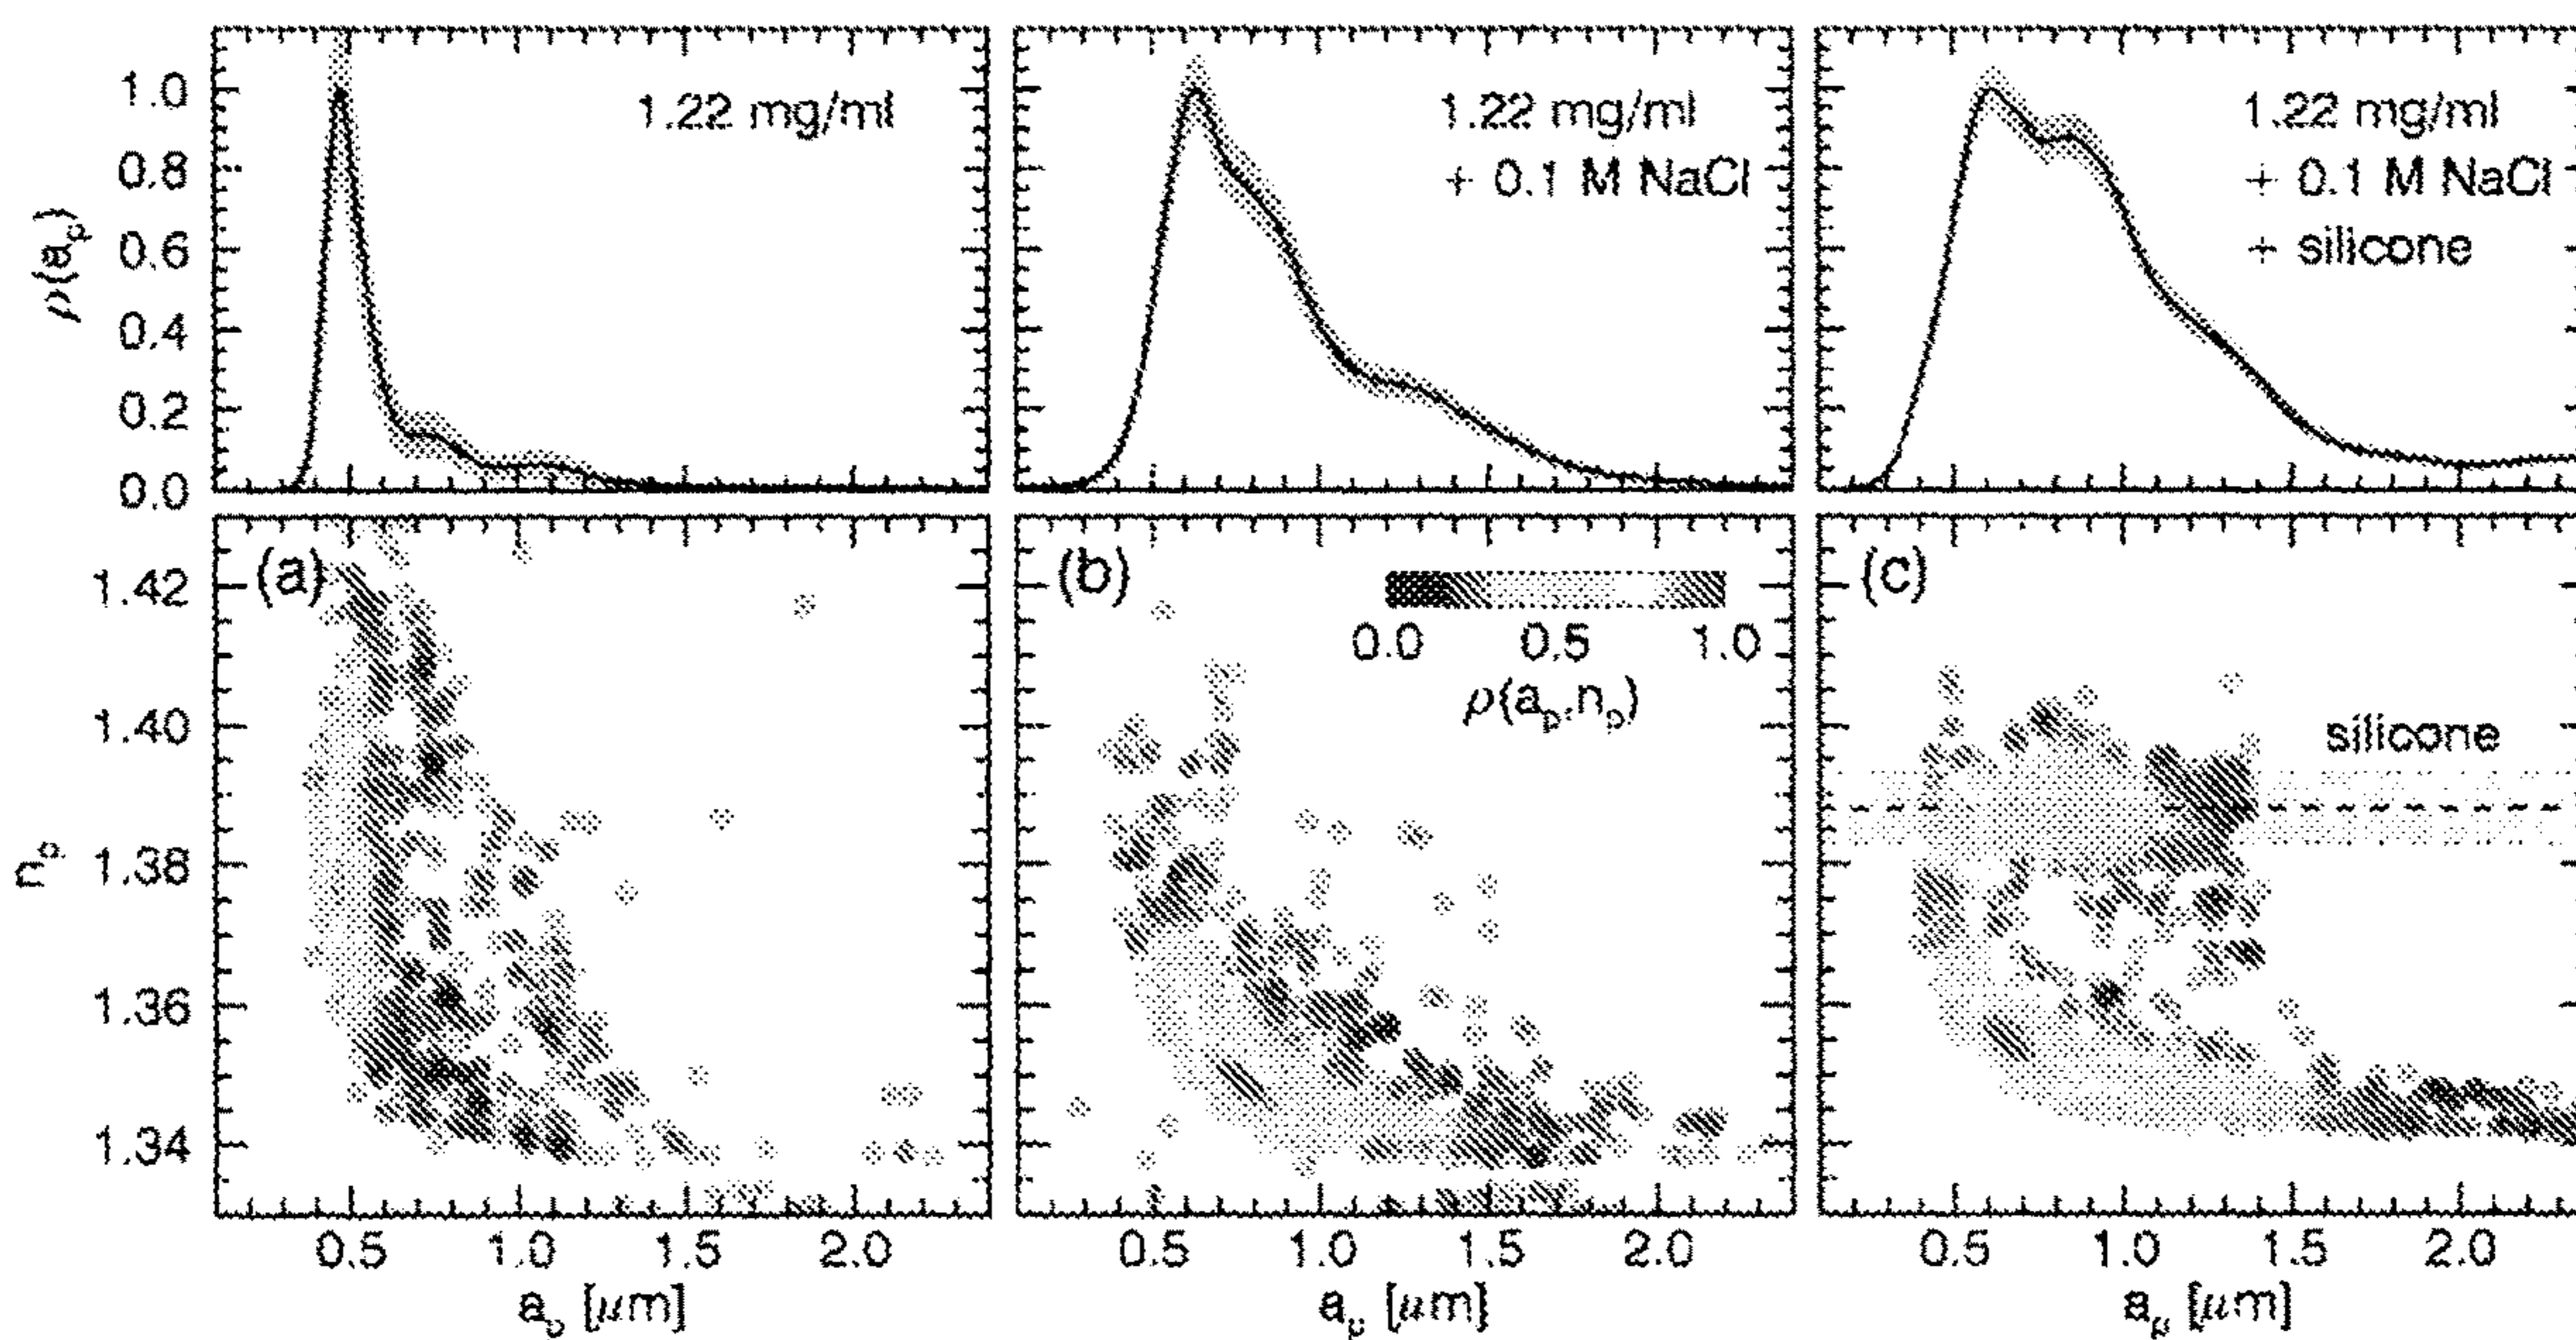 1.22 mg/ml
1.22 mg/ml
+ 0.1 M NaCl
1.22 mg/ml
+ 0.1 M NaCl
+ silicone
ρ(a_p)
1.0
0.8
0.6
0.4
0.2
0.0
(a)
(b)
(c)
0.0 0.5 1.0
ρ(a_p,n_p)
silicone
n_p
1.42
1.40
1.38
1.36
1.34
0.5 1.0 1.5 2.0
0.5 1.0 1.5 2.0
0.5 1.0 1.5 2.0
a_p [μm]
a_p [μm]
a_p [μm]